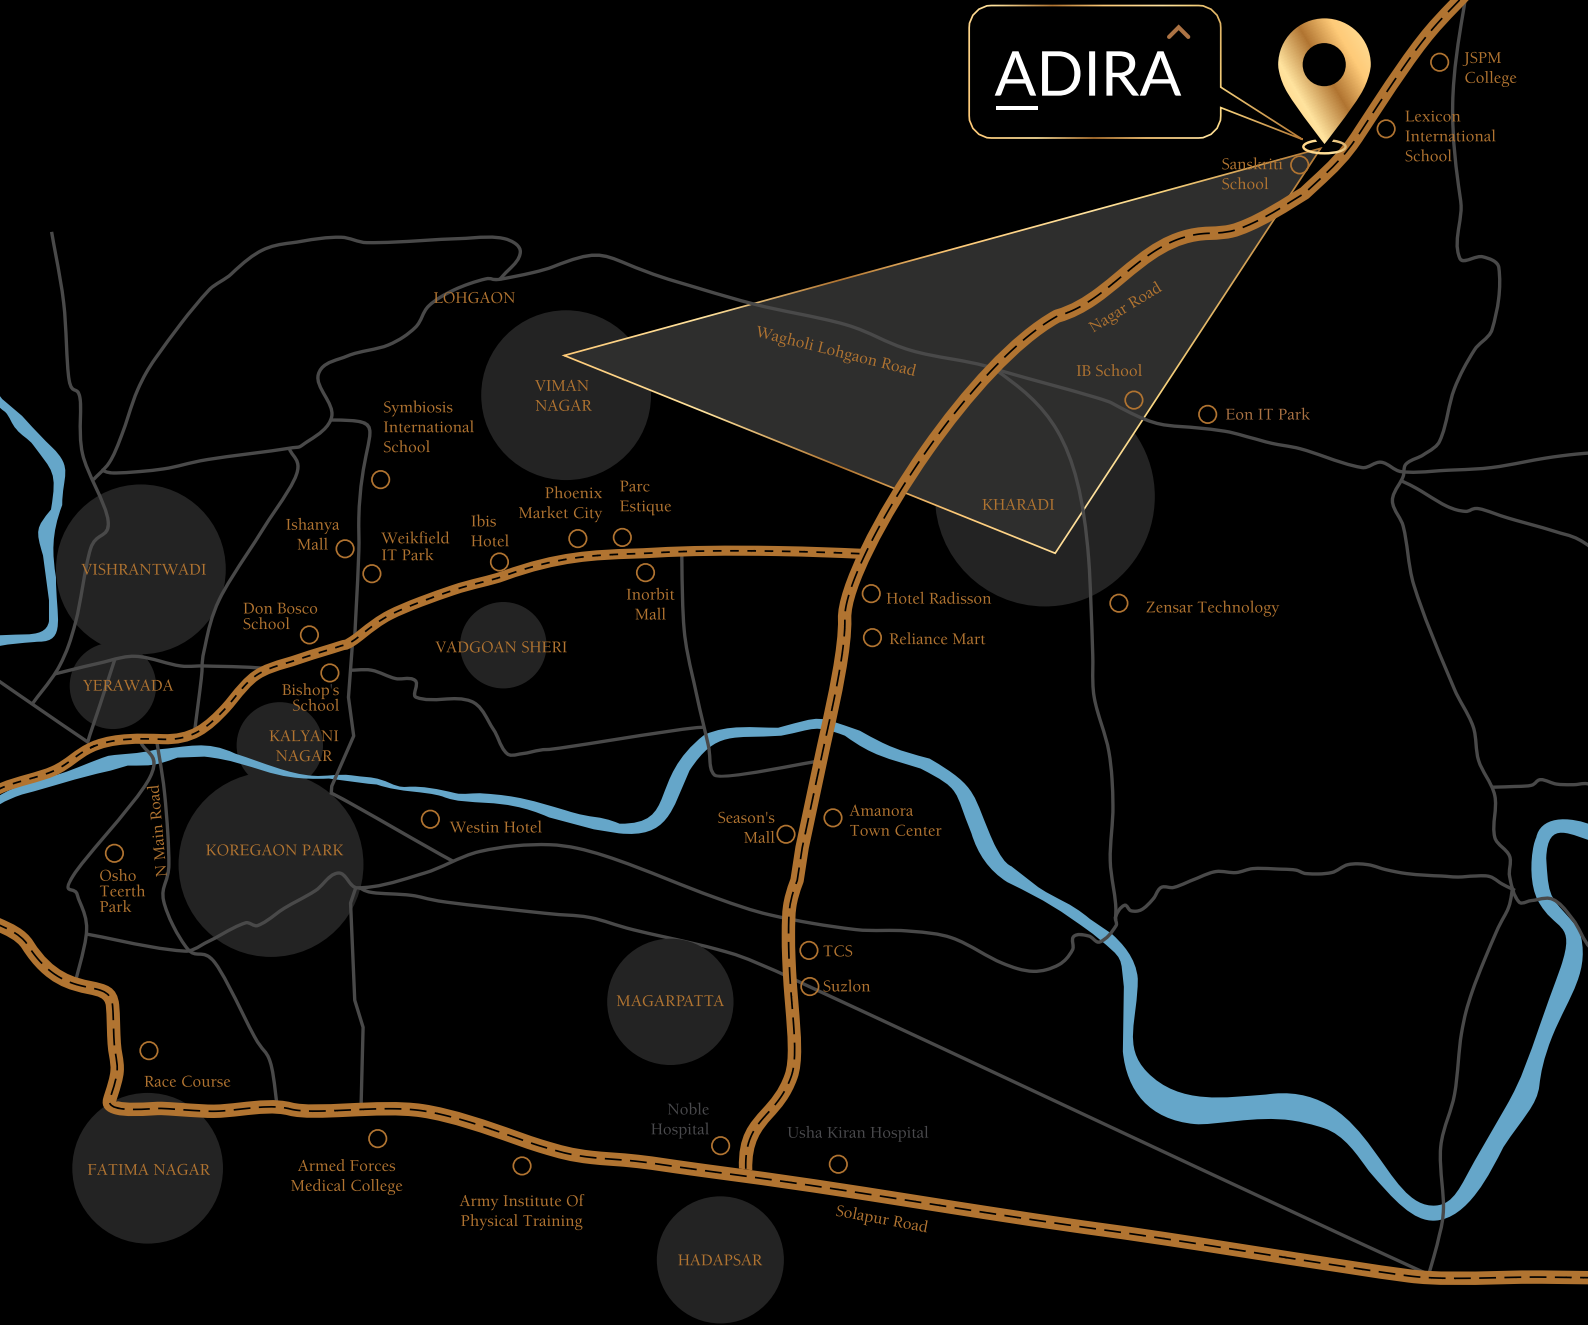 ADIRA
JSPM
College
Lexicon
International
School
Sanskriti
School
LOHGAON
Nagar Road
Wagholi Lohgaon Road
IB School
VIMAN
NAGAR
Symbiosis
International
School
Eon IT Park
Phoenix
Market City
Parc
Estique
KHARADI
Ishanya
Mall
Weikfield
IT Park
Ibis
Hotel
VISHRANTWADI
Inorbit
Mall
Hotel Radisson
Zensar Technology
Don Bosco
School
Reliance Mart
VADGOAN SHERI
YERAWADA
Bishop's
School
KALYANI
NAGAR
N Main Road
Westin Hotel
Season's
Mall
Amanora
Town Center
KOREGAON PARK
Osho
Teerth
Park
TCS
Suzlon
MAGARPATTA
Race Course
Noble
Hospital
Usha Kiran Hospital
FATIMA NAGAR
Armed Forces
Medical College
Army Institute Of
Physical Training
Solapur Road
HADAPSAR